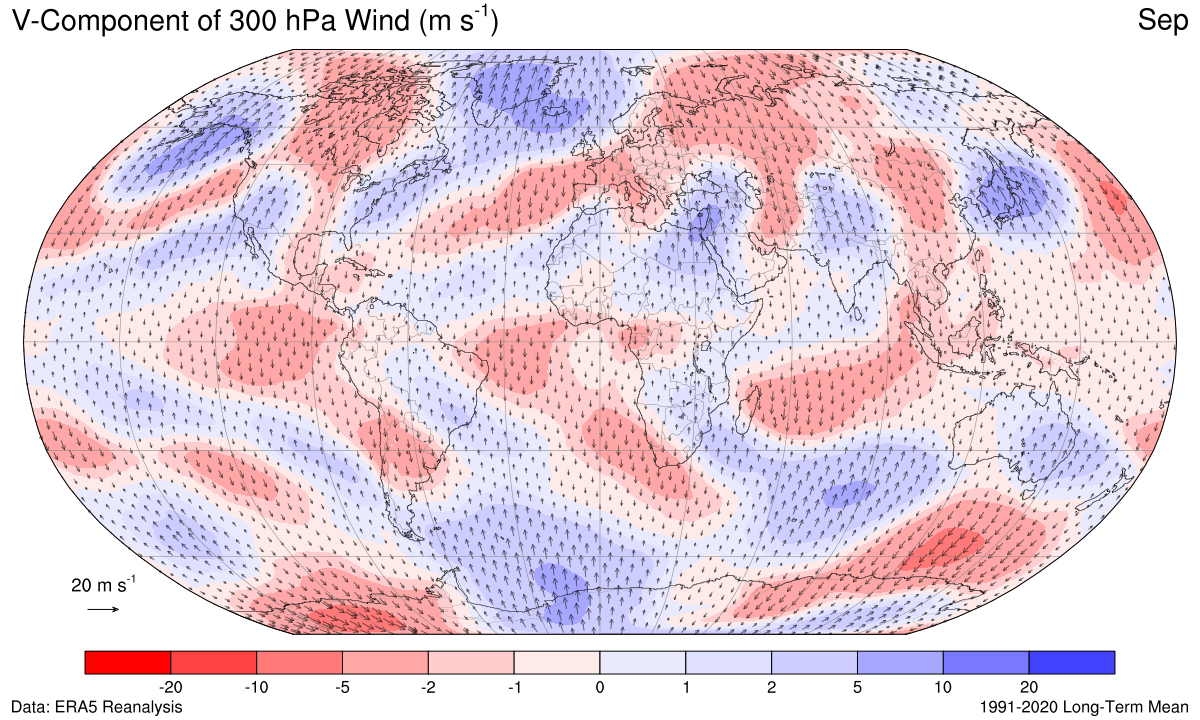 V-Component of 300 hPa Wind (m s⁻¹)
Sep
20 m s⁻¹
-20 -10 -5 -2 -1 0 1 2 5 10 20
Data: ERA5 Reanalysis
1991-2020 Long-Term Mean